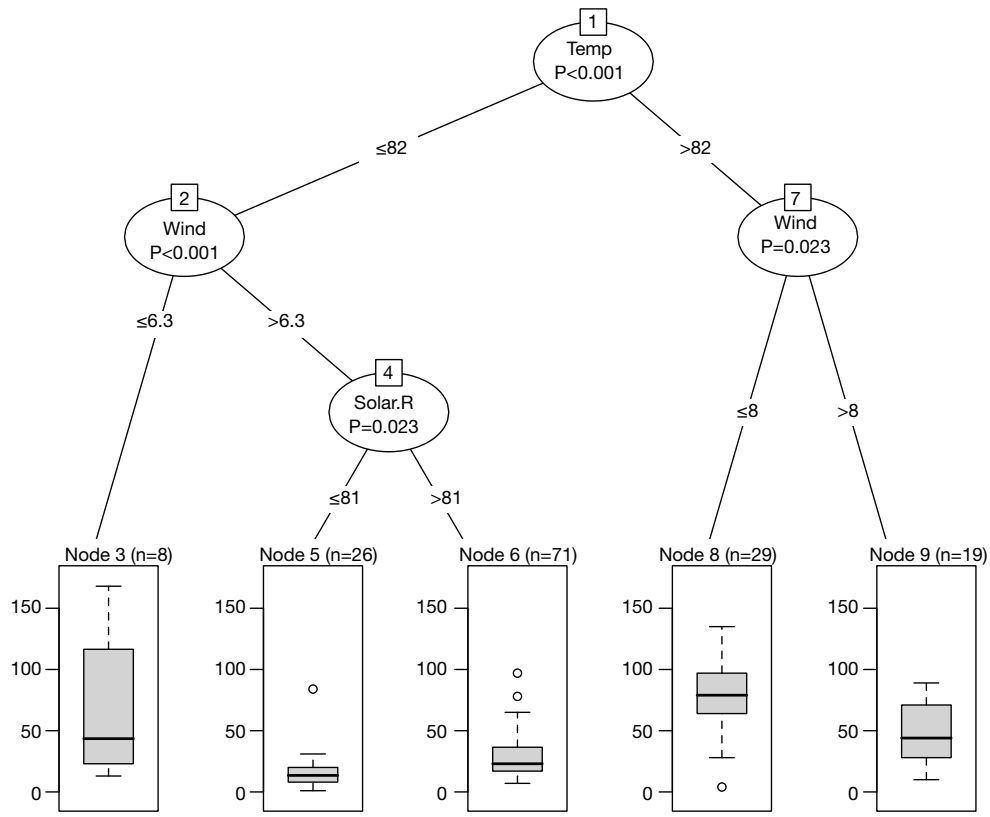 1
Temp
P<0.001
≤82
>82
2
Wind
P<0.001
7
Wind
P=0.023
≤6.3
>6.3
4
Solar.R
P=0.023
≤8
>8
≤81
>81
Node 3 (n=8)
Node 5 (n=26)
Node 6 (n=71)
Node 8 (n=29)
Node 9 (n=19)
150
100
50
0
150
100
50
0
150
100
50
0
150
100
50
0
150
100
50
0